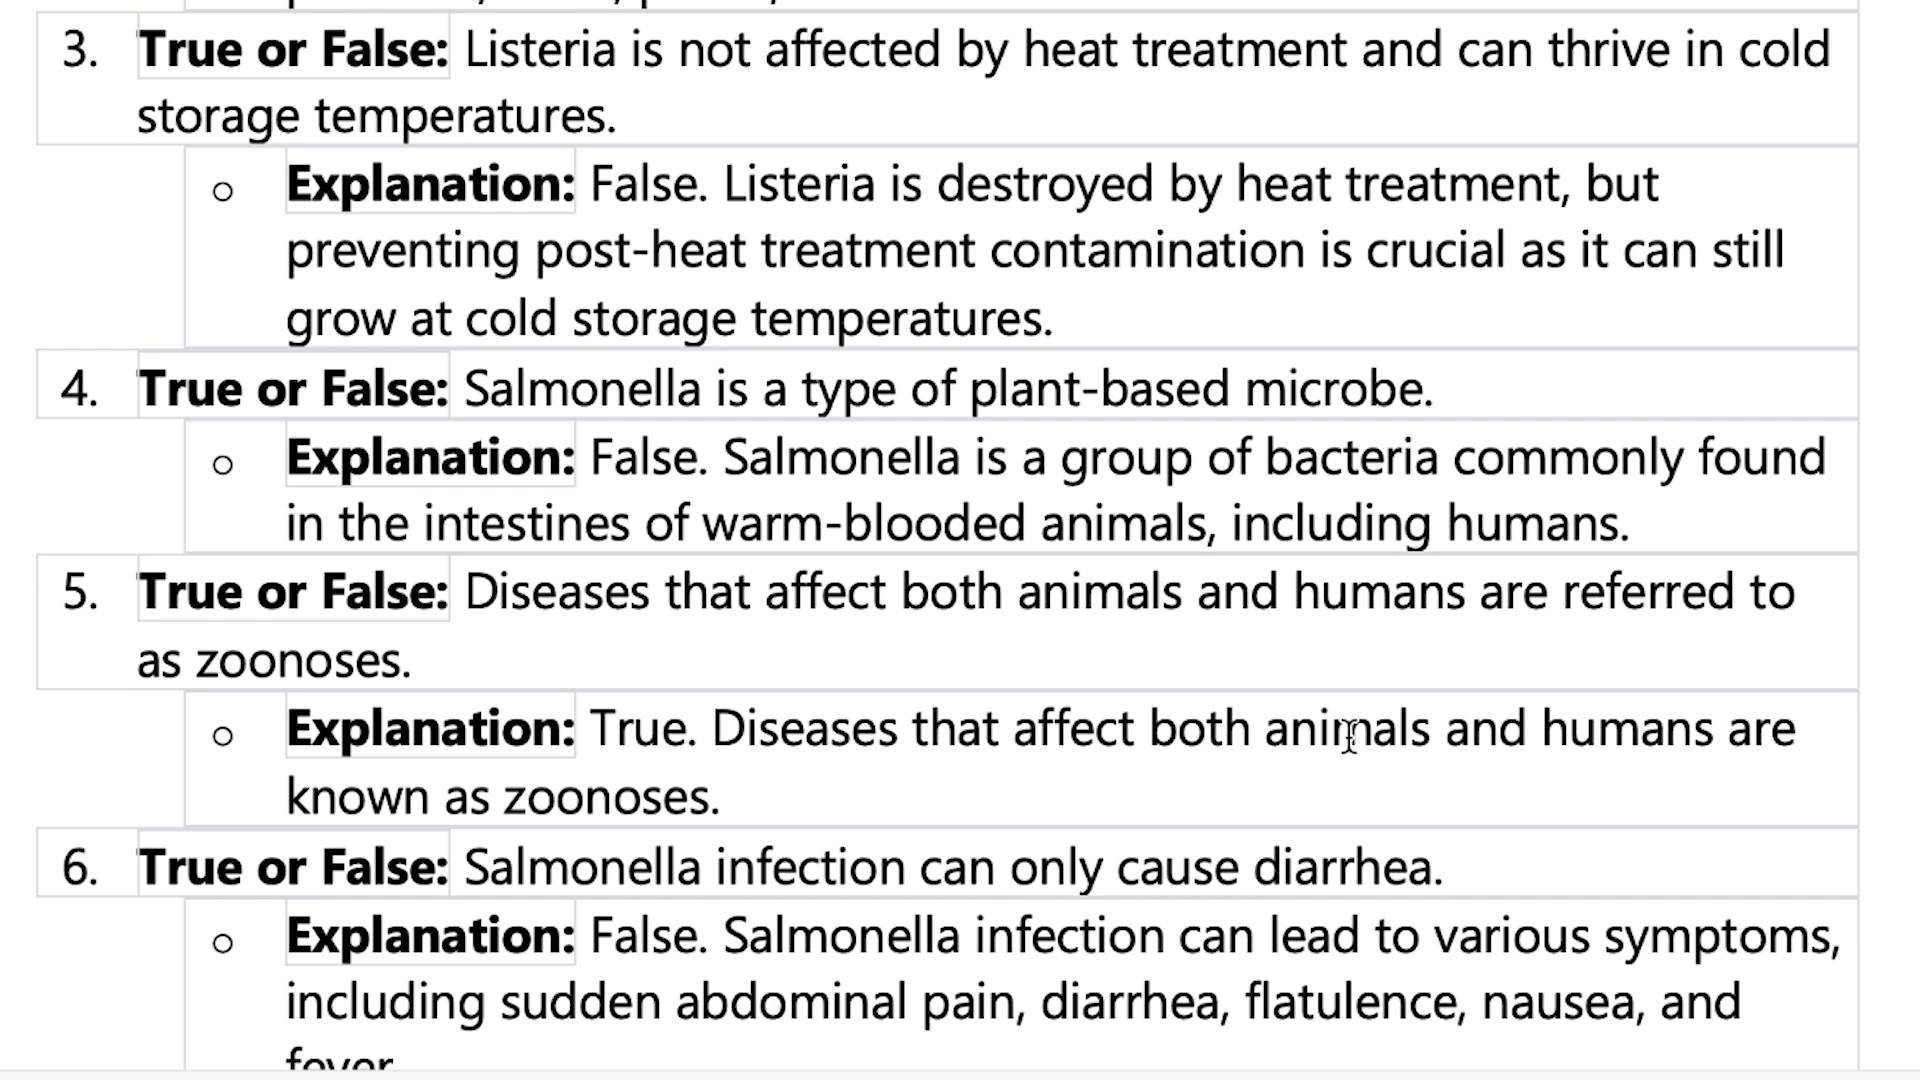 3. True or False: Listeria is not affected by heat treatment and can thrive in cold
storage temperatures.
o Explanation: False. Listeria is destroyed by heat treatment, but
preventing post-heat treatment contamination is crucial as it can still
grow at cold storage temperatures.
4. True or False: Salmonella is a type of plant-based microbe.
o Explanation: False. Salmonella is a group of bacteria commonly found
in the intestines of warm-blooded animals, including humans.
5. True or False: Diseases that affect both animals and humans are referred to
as zoonoses.
o Explanation: True. Diseases that affect both animals and humans are
known as zoonoses.
6. True or False: Salmonella infection can only cause diarrhea.
o Explanation: False. Salmonella infection can lead to various symptoms,
including sudden abdominal pain, diarrhea, flatulence, nausea, and
fever.